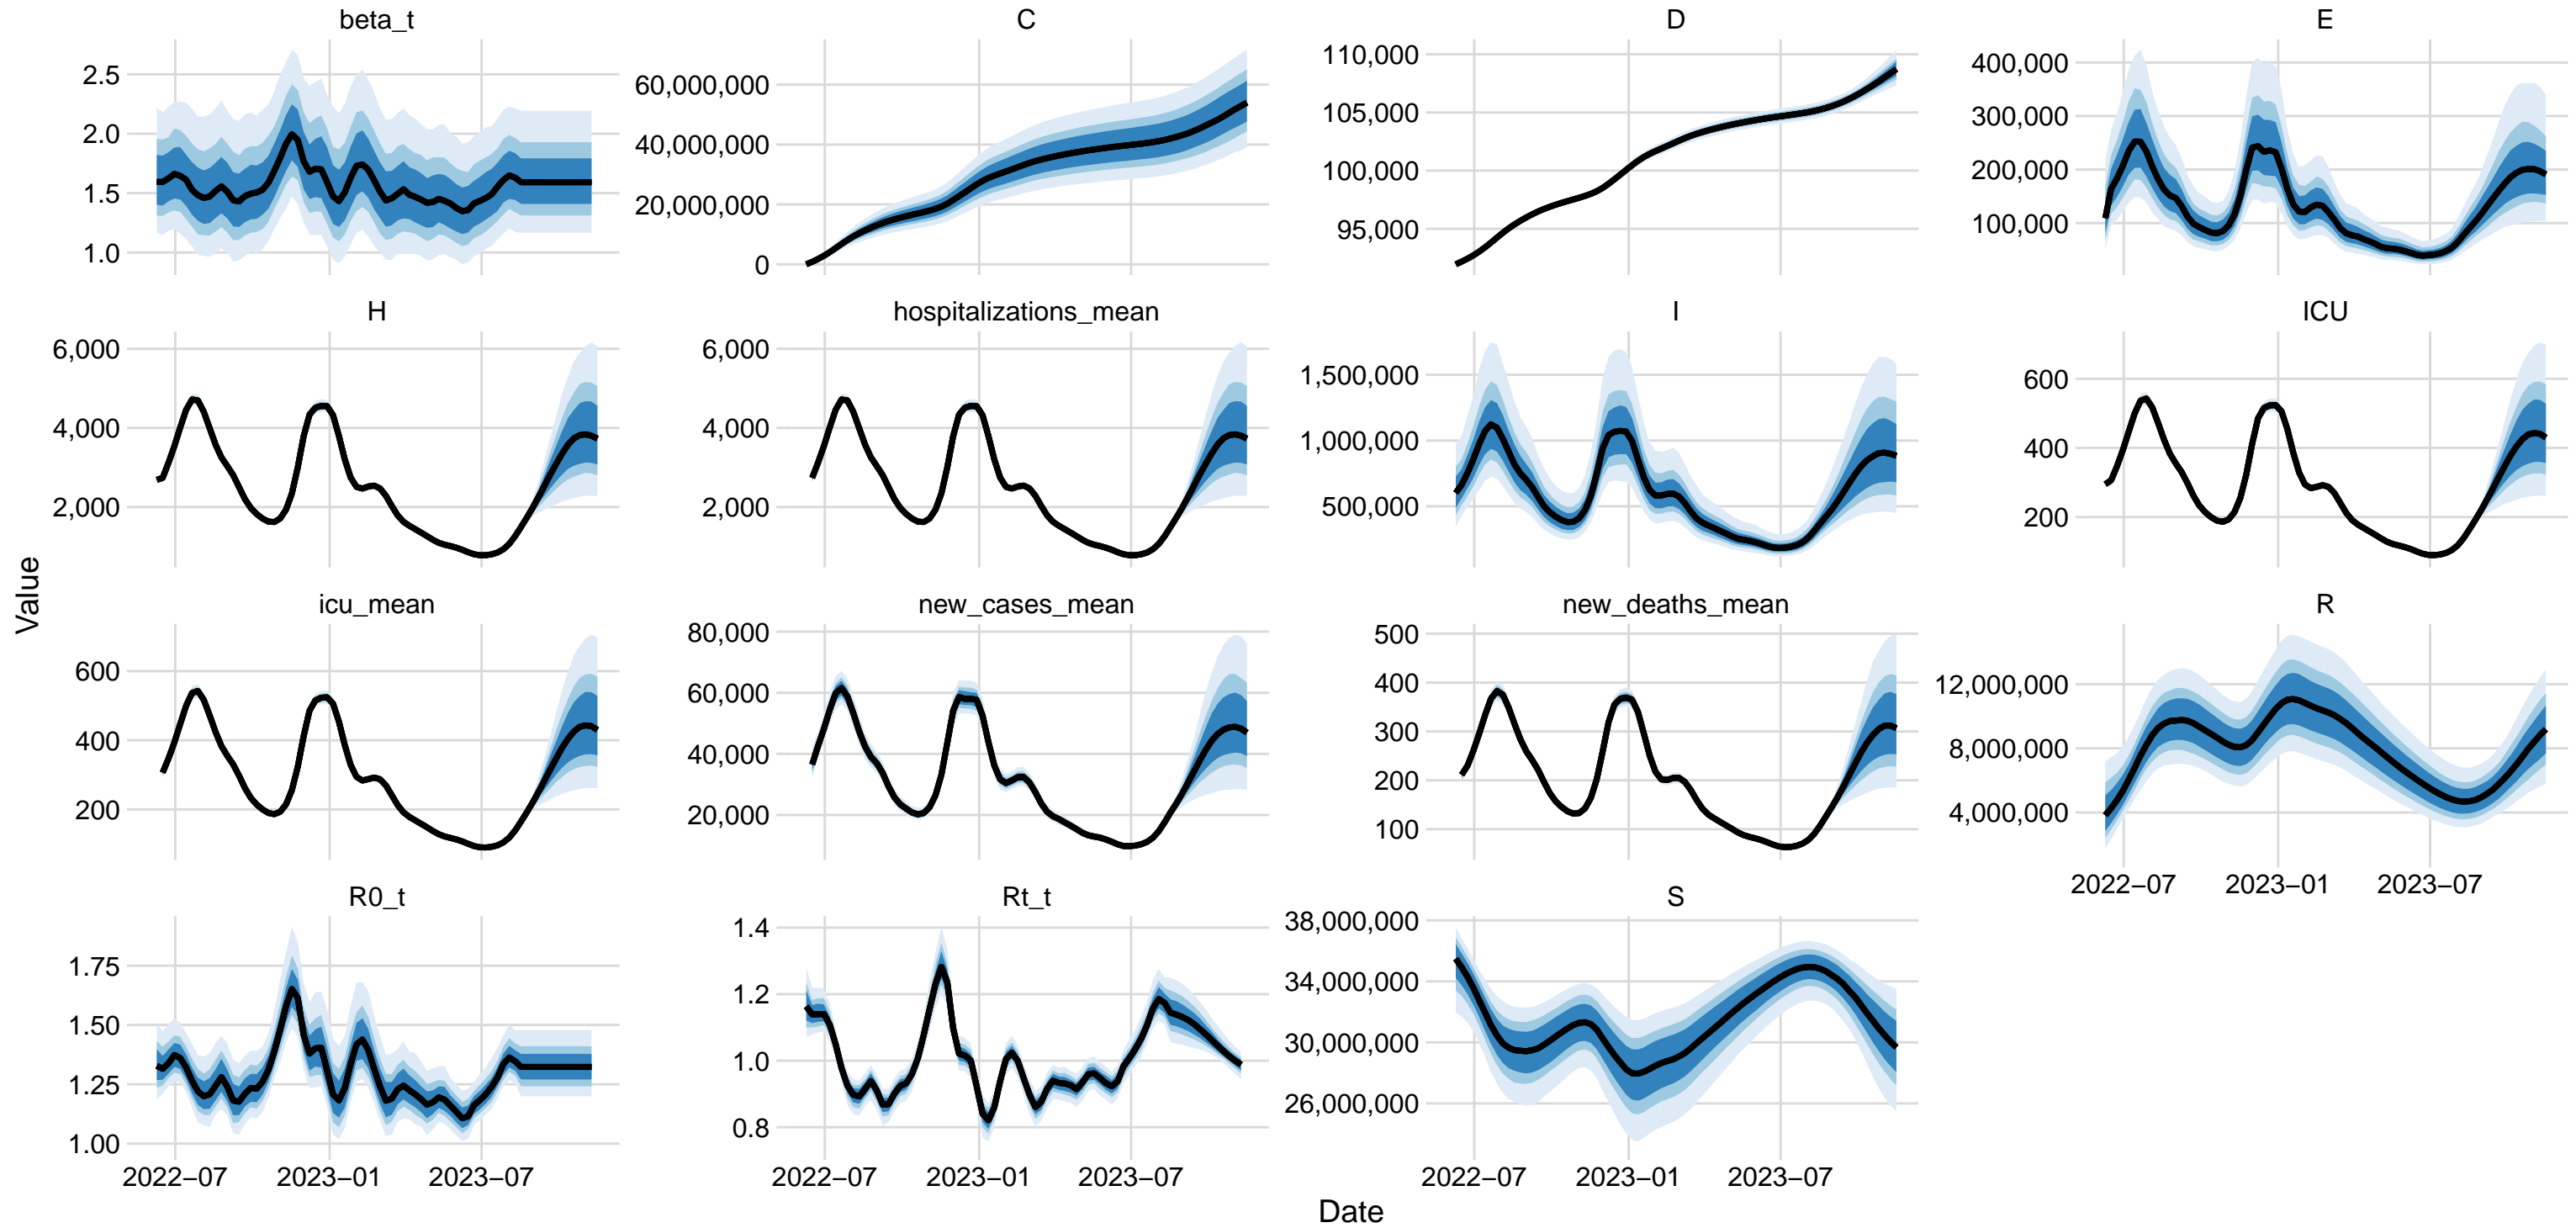 beta_t
2.5
2.0
1.5
1.0
C
60,000,000
40,000,000
20,000,000
0
D
110,000
105,000
100,000
95,000
E
400,000
300,000
200,000
100,000
H
6,000
4,000
2,000
hospitalizations_mean
6,000
4,000
2,000
I
1,500,000
1,000,000
500,000
ICU
600
400
200
Value
icu_mean
600
400
200
new_cases_mean
80,000
60,000
40,000
20,000
new_deaths_mean
500
400
300
200
100
R
12,000,000
8,000,000
4,000,000
2022−07 2023−01 2023−07
R0_t
1.75
1.50
1.25
1.00
2022−07 2023−01 2023−07
Rt_t
1.4
1.2
1.0
0.8
2022−07 2023−01 2023−07
S
38,000,000
34,000,000
30,000,000
26,000,000
2022−07 2023−01 2023−07
Date